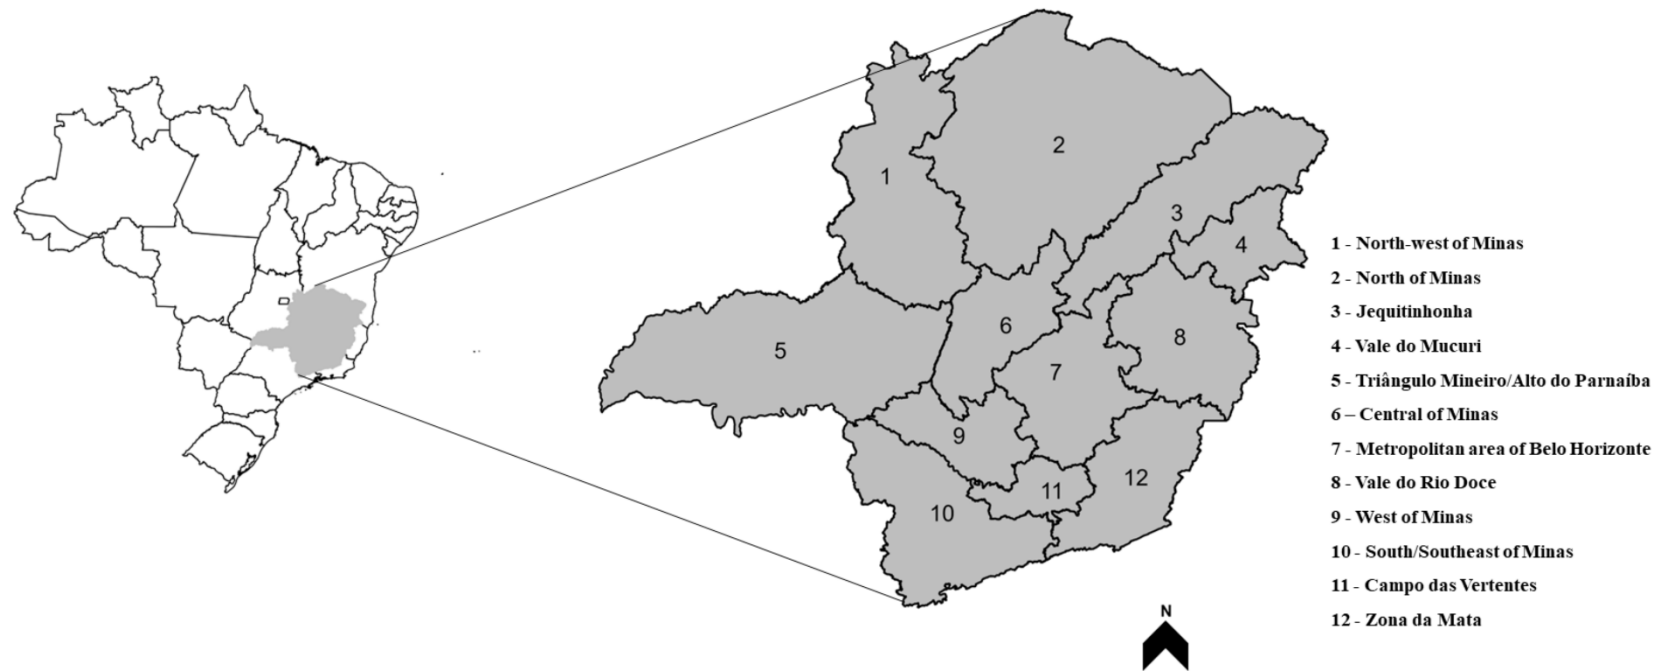 1
2
3
4
5
6
7
8
9
10
11
12
1 - North-west of Minas
2 - North of Minas
3 - Jequitinhonha
4 - Vale do Mucuri
5 - Triângulo Mineiro/Alto do Parnaíba
6 – Central of Minas
7 - Metropolitan area of Belo Horizonte
8 - Vale do Rio Doce
9 - West of Minas
10 - South/Southeast of Minas
11 - Campo das Vertentes
12 - Zona da Mata
N